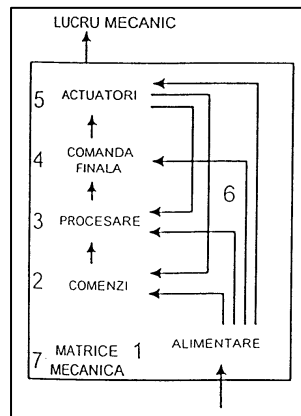 LUCRU MECANIC
5 ACTUATORI
4 COMANDA
FINALA
6
3 PROCESARE
2 COMENZI
1 ALIMENTARE
7 MATRICE
MECANICA